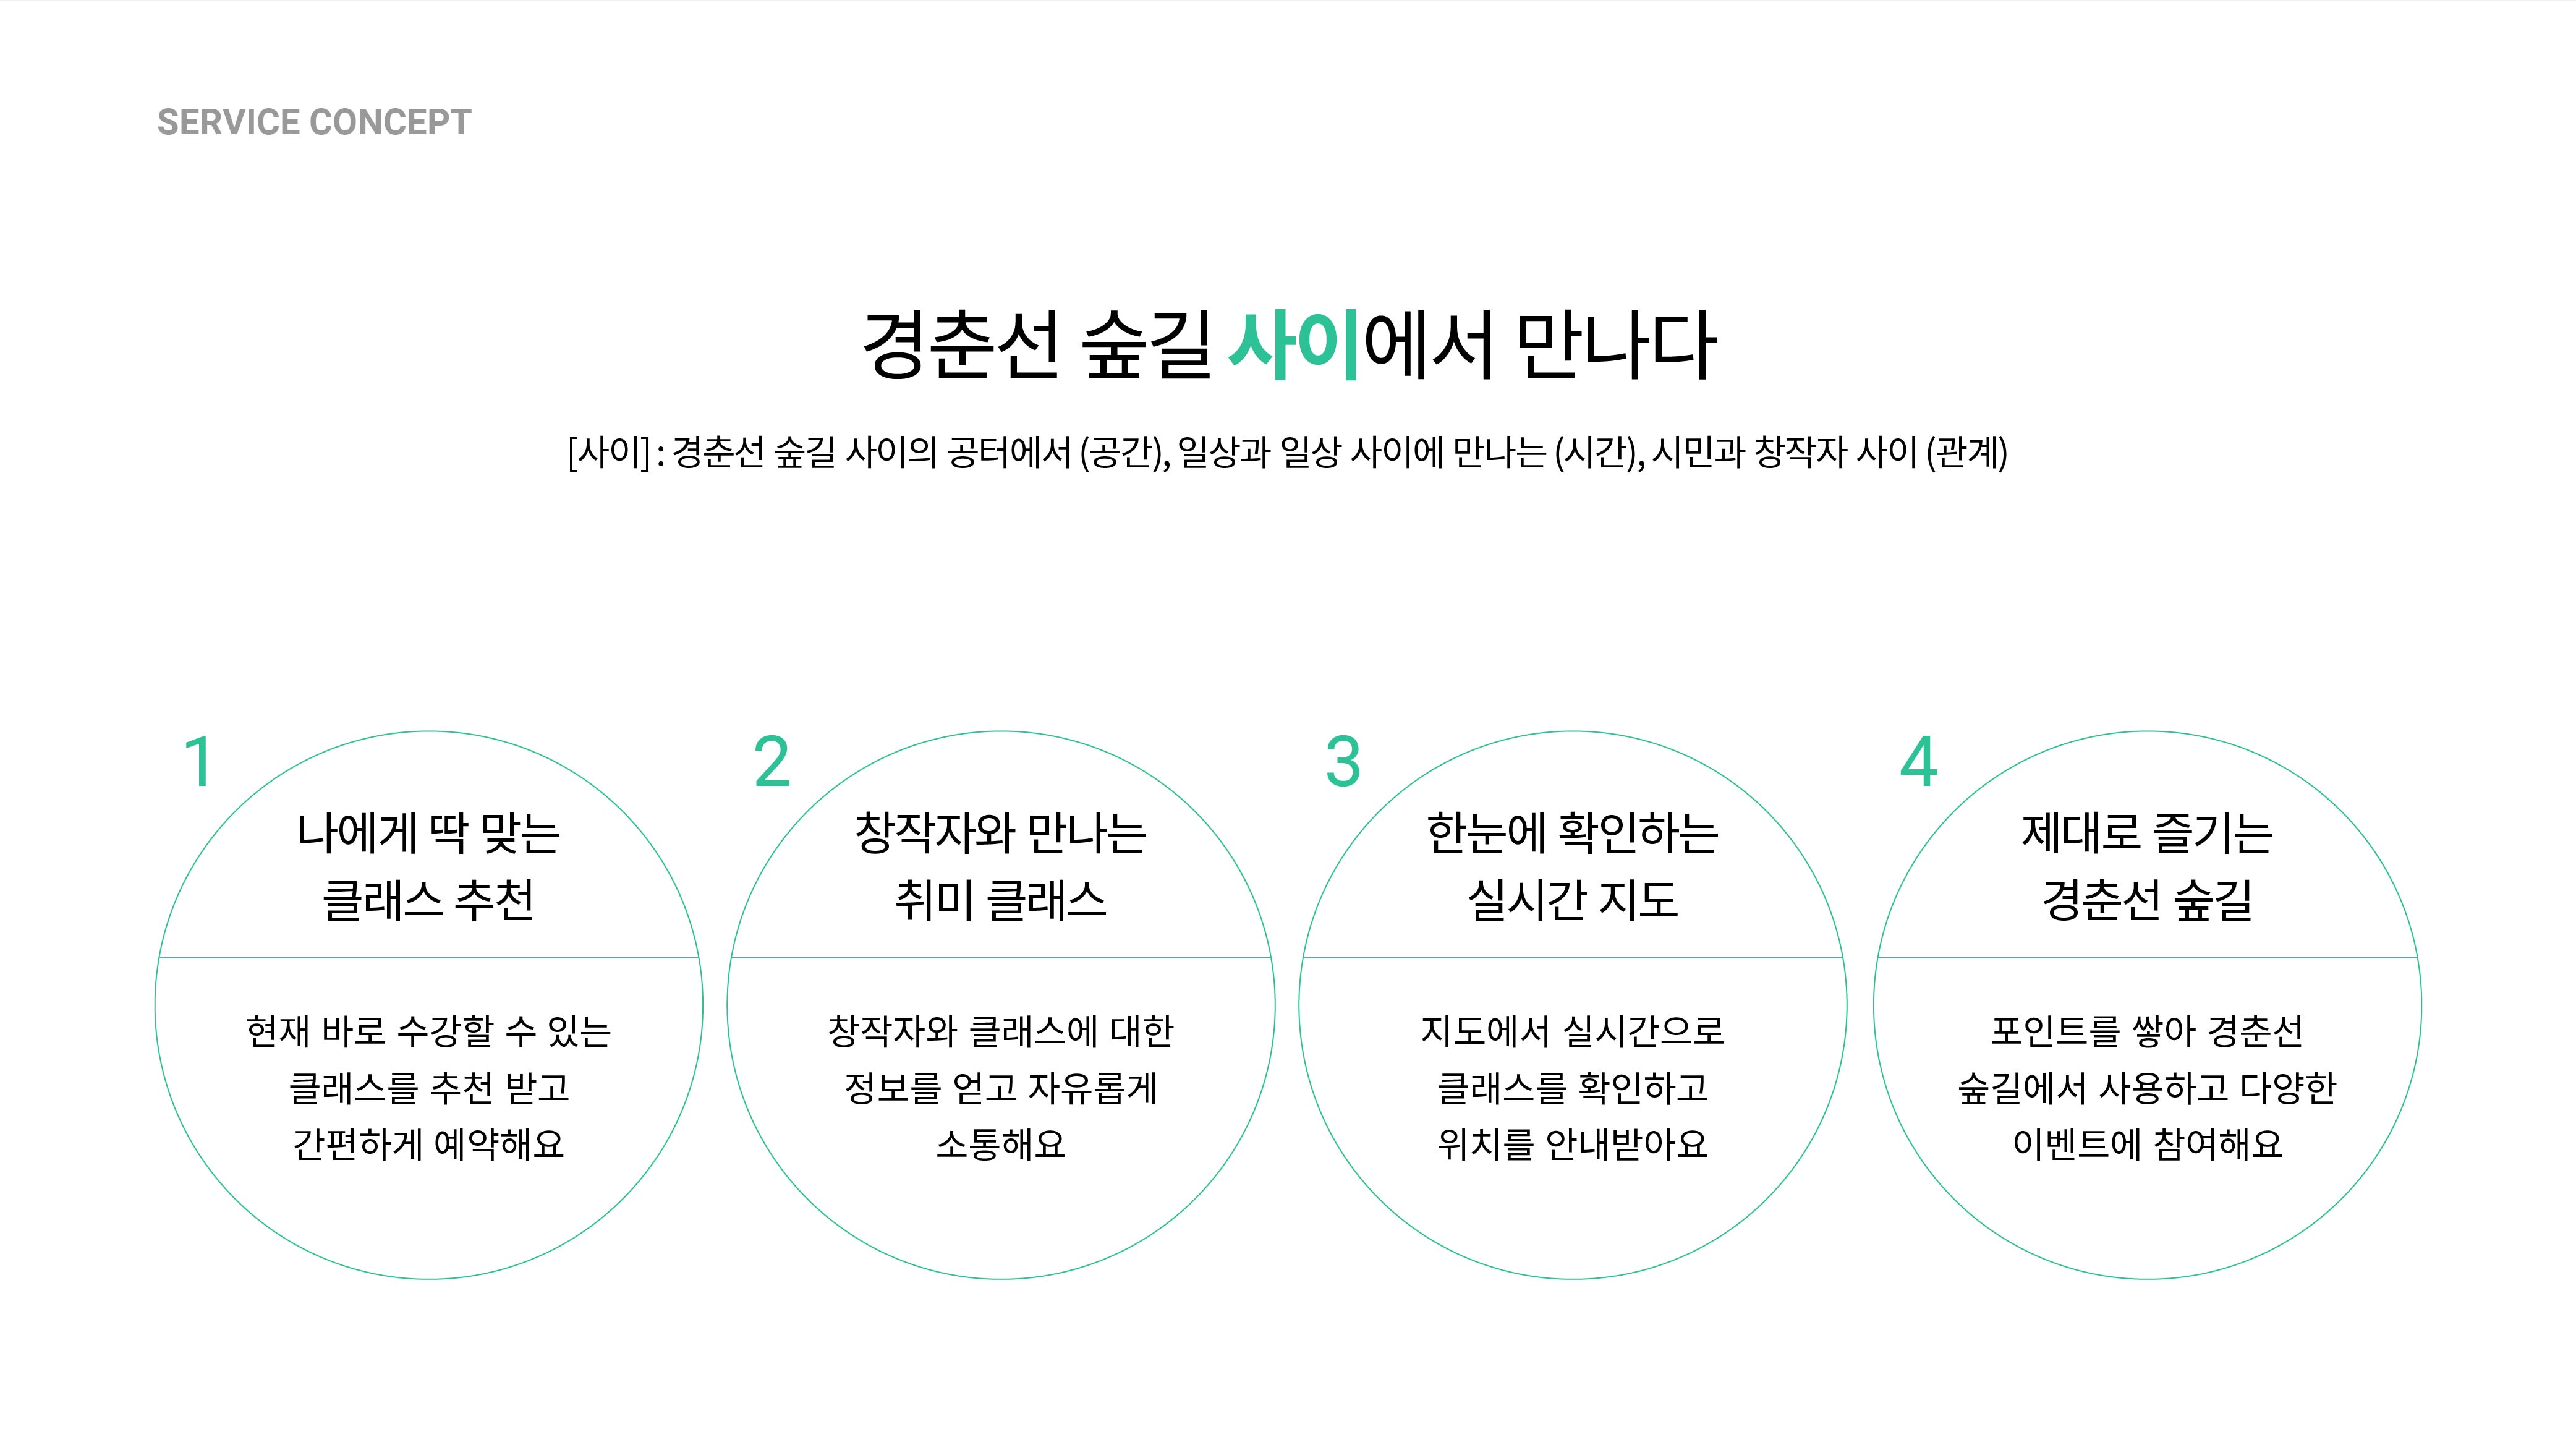 SERVICE CONCEPT
경춘선 숲길 사이에서 만나다
[사이] : 경춘선 숲길 사이의 공터에서 (공간), 일상과 일상 사이에 만나는 (시간), 시민과 창작자 사이 (관계)
1
나에게 딱 맞는
클래스 추천
현재 바로 수강할 수 있는
클래스를 추천 받고
간편하게 예약해요
2
창작자와 만나는
취미 클래스
창작자와 클래스에 대한
정보를 얻고 자유롭게
소통해요
3
한눈에 확인하는
실시간 지도
지도에서 실시간으로
클래스를 확인하고
위치를 안내받아요
4
제대로 즐기는
경춘선 숲길
포인트를 쌓아 경춘선
숲길에서 사용하고 다양한
이벤트에 참여해요